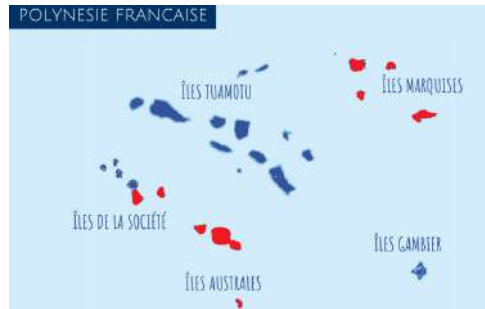 POLYNESIE FRANCAISE
ÎLES TUAMOTU
ÎLES MARQUISES
ÎLES DE LA SOCIÉTÉ
ÎLES GAMBIER
ÎLES AUSTRALES